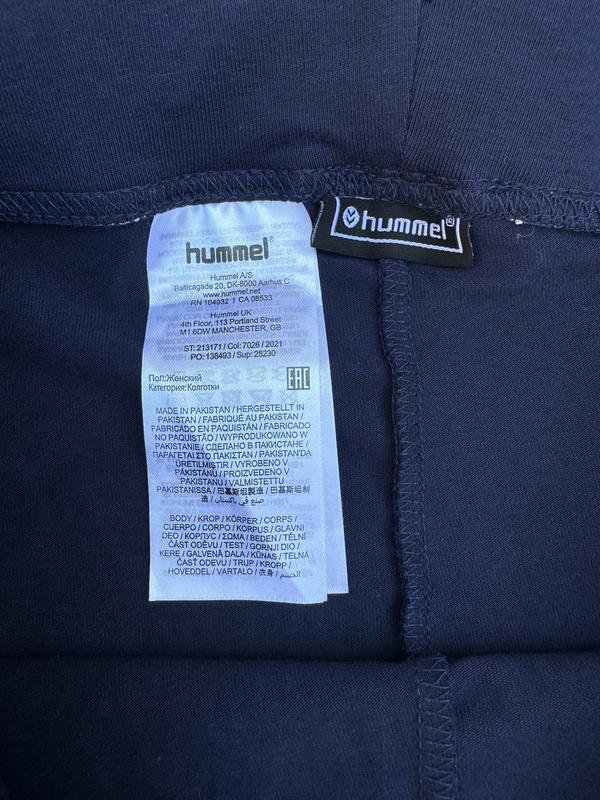 hummel®
Hummel A/S
Balticagade 20, DK-8000 Aarhus C
www.hummel.net
RN 104932 I CA 08533
Hummel UK
4th Floor, 113 Portland Street
M1 6DW MANCHESTER, GB
ST: 213171 / Col: 7026 / 2021
PO: 138493 / Sup: 25230
Пол:Женский
Категория: Колготки
EAC
MADE IN PAKISTAN / HERGESTELLT IN
PAKISTAN / FABRIQUÉ AU PAKISTAN /
FABRICADO EN PAQUISTÁN / FABRICADO
NO PAQUISTÃO / WYPRODUKOWANO W
PAKISTANIE / СДЕЛАНО В ПАКИСТАНЕ /
ΠΑΡΑΓΕΤΑΙ ΣΤΟ ΠΑΚΙΣΤΑΝ / PAKISTAN'DA
ÜRETILMIŞTIR / VYROBENO V
PÁKISTÁNU / PROIZVEDENO V
PAKISTANU / VALMISTETTU
PAKISTANISSA / 巴基斯坦製造 / 巴基斯坦制
造 / صنع في باكستان
BODY / KROP / KÖRPER / CORPS /
CUERPO / CORPO / KORPUS / GLAVNI
DEO / КОРПУС / ΣΩΜΑ / BEDEN / TĚLNÍ
ČÁST ODĚVU / TEST / GORNJI DIO /
KERE / GALVENĀ DAĻA / KŪNAS / TELNÁ
ČASŤ ODEVU / TRUP / KROPP /
HOVEDDEL / VARTALO / 衣身 / الجسم
hummel®